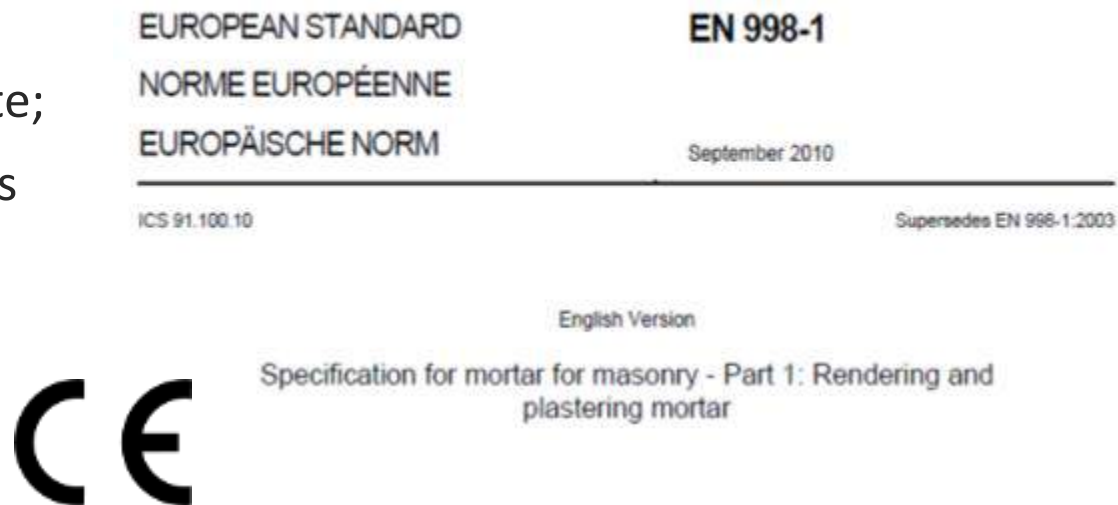 EUROPEAN STANDARD
EN 998-1
NORME EUROPÉENNE
te;
EUROPÄISCHE NORM
September 2010
s
ICS 91.100.10
Supersedes EN 998-1:2003
English Version
Specification for mortar for masonry - Part 1: Rendering and
plastering mortar
CE